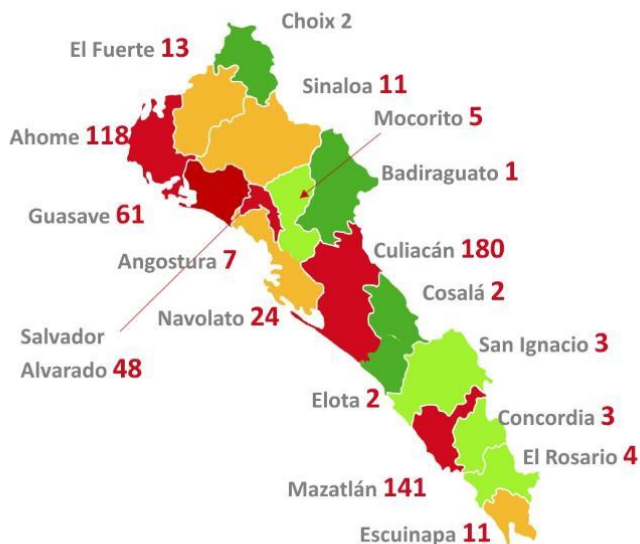 Choix 2
El Fuerte 13
Sinaloa 11
Mocorito 5
Ahome 118
Badiraguato 1
Guasave 61
Culiacán 180
Angostura 7
Cosalá 2
Navolato 24
Salvador
Alvarado 48
San Ignacio 3
Elota 2
Concordia 3
El Rosario 4
Mazatlán 141
Escuinapa 11